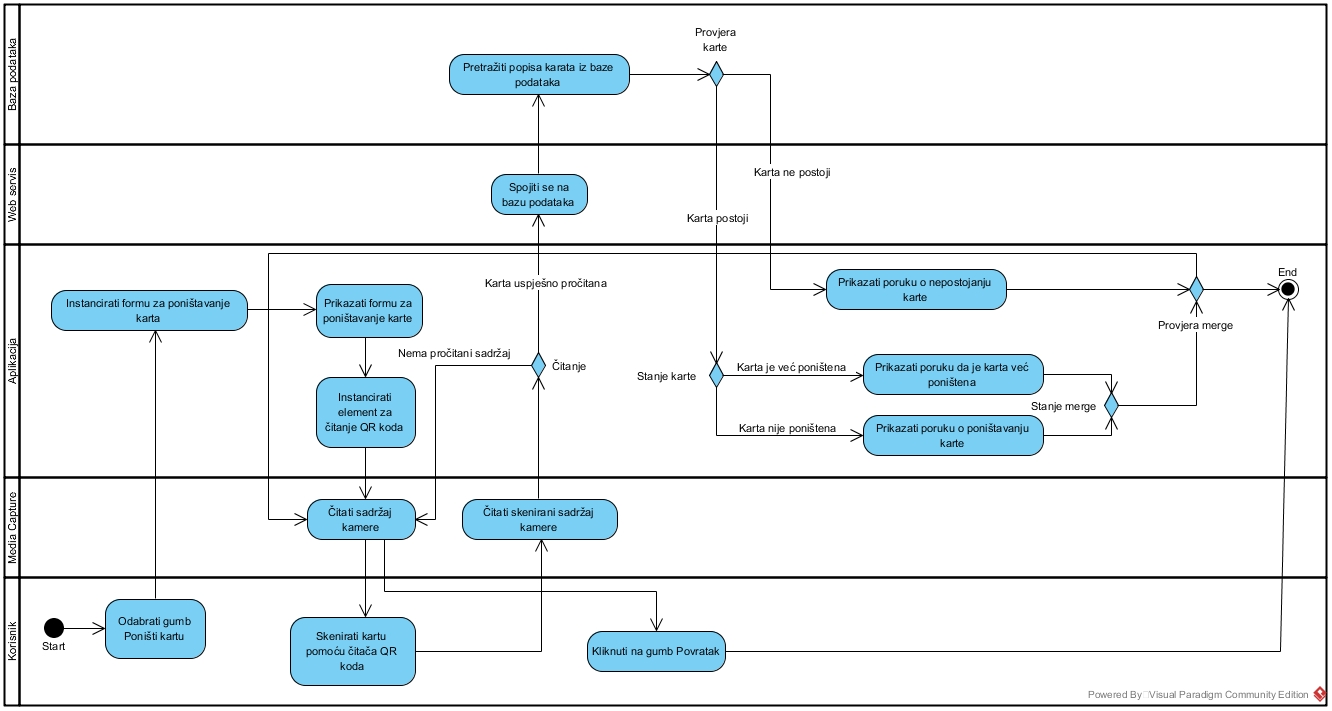 Baza podataka
Provjera
karte
Pretražiti popisa karata iz baze
podataka
Karta ne postoji
Karta postoji
Web servis
Spojiti se na
bazu podataka
Aplikacija
Karta uspješno pročitana
Instancirati formu za poništavanje
karta
Prikazati formu za
poništavanje karte
Prikazati poruku o nepostojanju
karte
End
Provjera merge
Nema pročitani sadržaj
Čitanje
Instancirati
element za
čitanje QR koda
Stanje karte
Karta je već poništena
Prikazati poruku da je karta već
poništena
Stanje merge
Karta nije poništena
Prikazati poruku o poništavanju
karte
Media Capture
Čitati sadržaj
kamere
Čitati skenirani sadržaj
kamere
Korisnik
Start
Odabrati gumb
Poništi kartu
Skenirati kartu
pomoću čitača QR
koda
Kliknuti na gumb Povratak
Powered By Visual Paradigm Community Edition